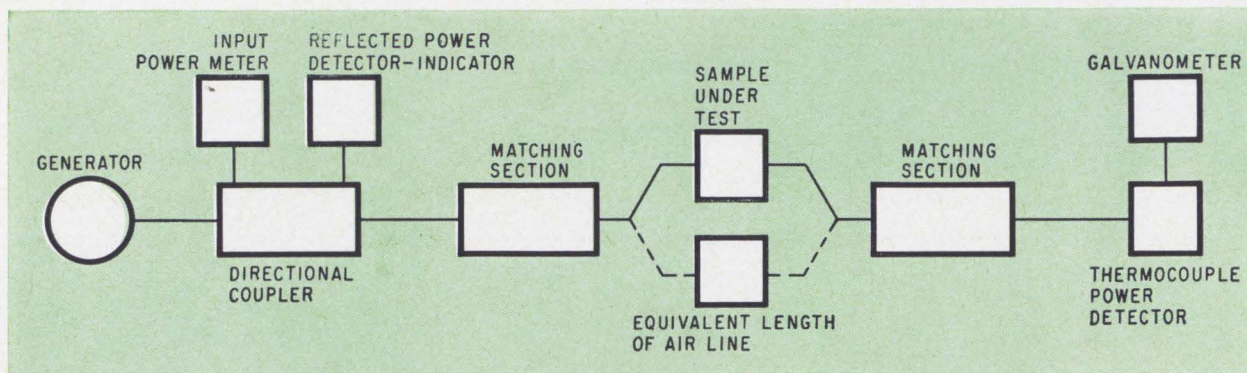 INPUT
POWER METER
REFLECTED POWER
DETECTOR-INDICATOR
GENERATOR
DIRECTIONAL
COUPLER
MATCHING
SECTION
SAMPLE
UNDER
TEST
EQUIVALENT LENGTH
OF AIR LINE
MATCHING
SECTION
GALVANOMETER
THERMOCOUPLE
POWER
DETECTOR